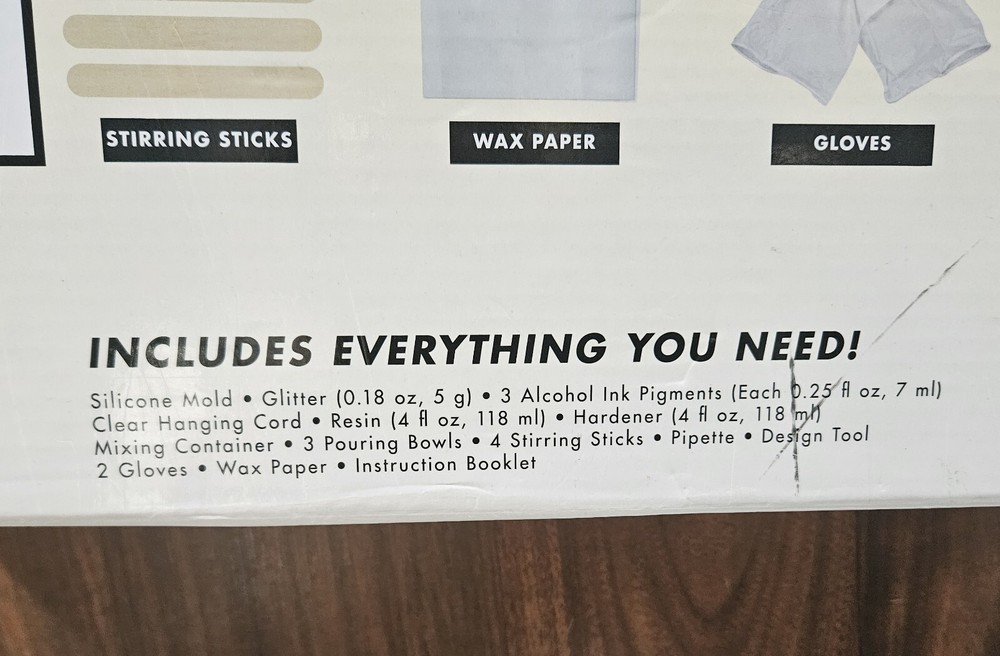 STIRRING STICKS
WAX PAPER
GLOVES
INCLUDES EVERYTHING YOU NEED!
Silicone Mold • Glitter (0.18 oz, 5 g) • 3 Alcohol Ink Pigments (Each 0.25 fl oz, 7 ml)
Clear Hanging Cord • Resin (4 fl oz, 118 ml) • Hardener (4 fl oz, 118 ml)
Mixing Container • 3 Pouring Bowls • 4 Stirring Sticks • Pipette • Design Tool
2 Gloves • Wax Paper • Instruction Booklet